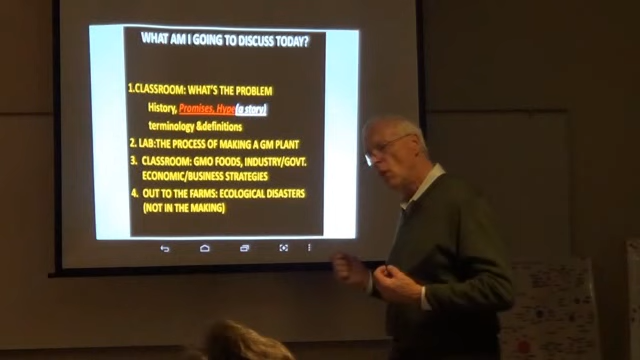 WHAT AM I GOING TO DISCUSS TODAY?
1.CLASSROOM: WHAT'S THE PROBLEM
History, Promises, Hype(a story)
terminology &definitions
2. LAB:THE PROCESS OF MAKING A GM PLANT
3. CLASSROOM: GMO FOODS, INDUSTRY/GOVT.
ECONOMIC/BUSINESS STRATEGIES
4. OUT TO THE FARMS: ECOLOGICAL DISASTERS
(NOT IN THE MAKING)